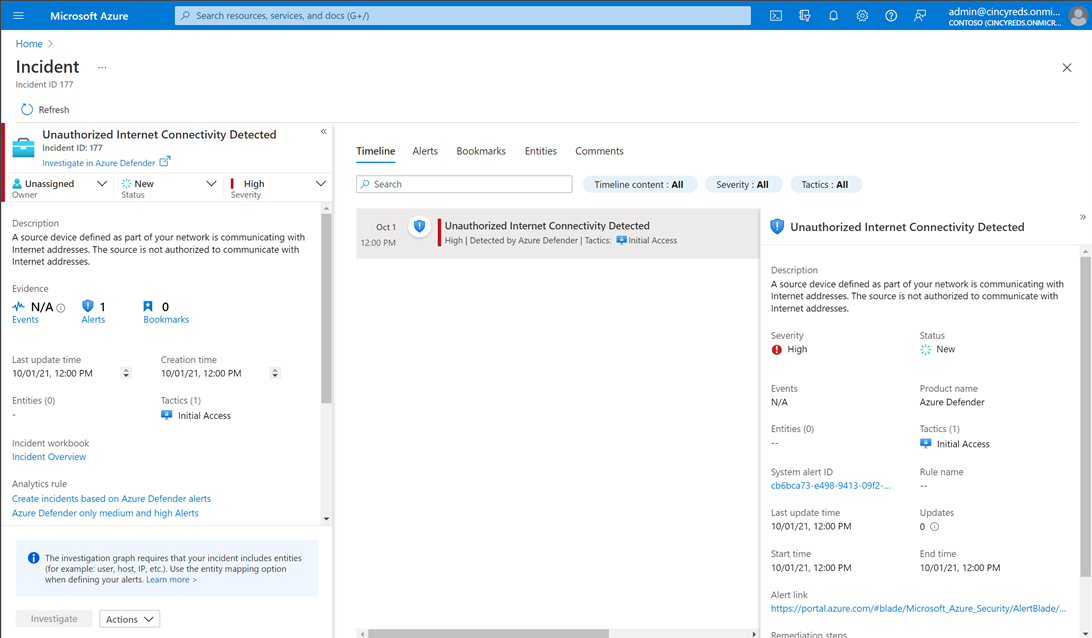 Microsoft Azure
Search resources, services, and docs (G+/)
admin@cincyreds.onmi...
CONTOSO (CINCYREDS.ONMICR...
Home
Incident
...
Incident ID 177
Refresh
Unauthorized Internet Connectivity Detected
Incident ID: 177
Investigate in Azure Defender
Unassigned
Owner
New
Status
High
Severity
Description
A source device defined as part of your network is communicating with
Internet addresses. The source is not authorized to communicate with
Internet addresses.
Evidence
N/A
Events
1
Alerts
0
Bookmarks
Last update time
10/01/21, 12:00 PM
Creation time
10/01/21, 12:00 PM
Entities (0)
-
Tactics (1)
Initial Access
Incident workbook
Incident Overview
Analytics rule
Create incidents based on Azure Defender alerts
Azure Defender only medium and high Alerts
The investigation graph requires that your incident includes entities
(for example: user, host, IP, etc.). Use the entity mapping option
when defining your alerts. Learn more >
Investigate
Actions
Timeline
Alerts
Bookmarks
Entities
Comments
Search
Timeline content : All
Severity : All
Tactics : All
Oct 1
12:00 PM
Unauthorized Internet Connectivity Detected
High | Detected by Azure Defender | Tactics: Initial Access
Unauthorized Internet Connectivity Detected
Description
A source device defined as part of your network is communicating with
Internet addresses. The source is not authorized to communicate with
Internet addresses.
Severity
High
Status
New
Events
N/A
Product name
Azure Defender
Entities (0)
--
Tactics (1)
Initial Access
System alert ID
cb6bca73-e498-9413-09f2-...
Rule name
--
Last update time
10/01/21, 12:00 PM
Updates
0
Start time
10/01/21, 12:00 PM
End time
10/01/21, 12:00 PM
Alert link
https://portal.azure.com/#blade/Microsoft_Azure_Security/AlertBlade/...
Remediation steps